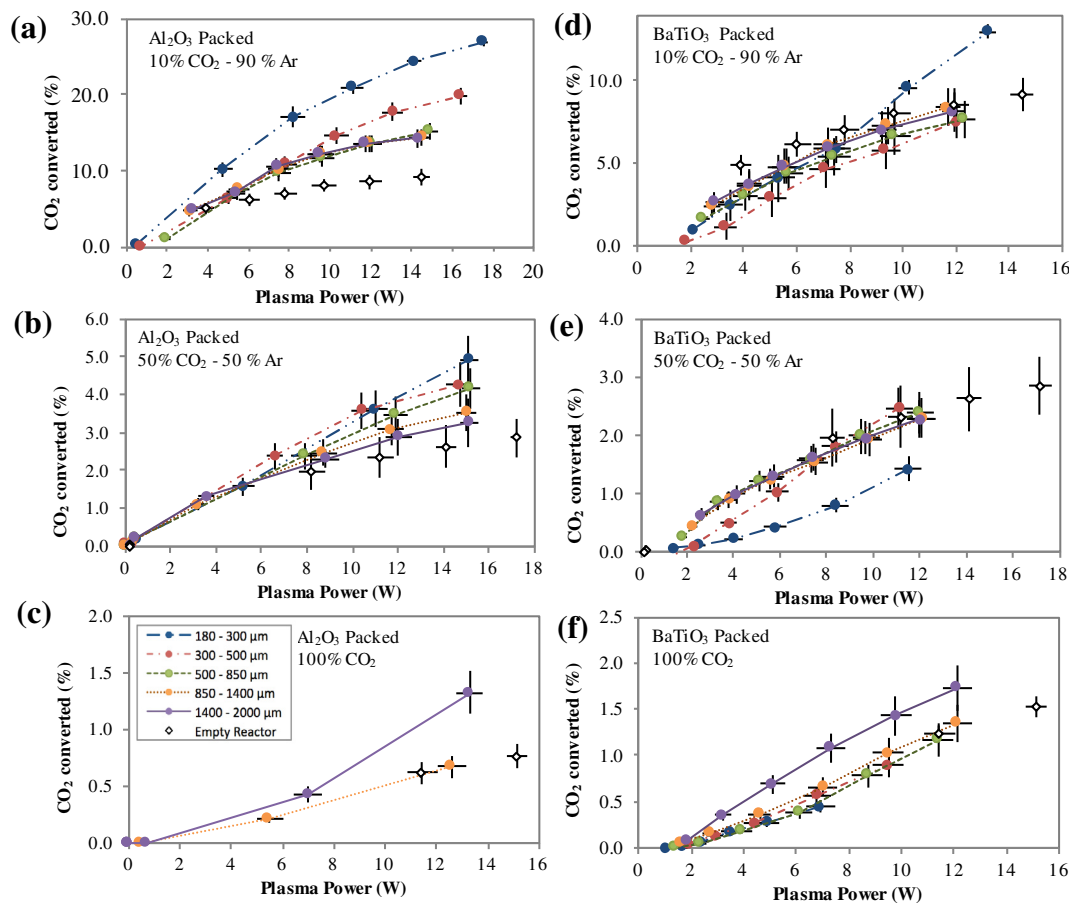 (a)
Al₂O₃ Packed
10% CO₂ - 90 % Ar
CO₂ converted (%)
30.0
20.0
10.0
0.0
0 2 4 6 8 10 12 14 16 18 20
Plasma Power (W)
(d)
BaTiO₃ Packed
10% CO₂ - 90 % Ar
CO₂ converted (%)
10.0
5.0
0.0
0 2 4 6 8 10 12 14 16
Plasma Power (W)
(b)
Al₂O₃ Packed
50% CO₂ - 50 % Ar
CO₂ converted (%)
6.0
5.0
4.0
3.0
2.0
1.0
0.0
0 2 4 6 8 10 12 14 16 18
Plasma Power (W)
(e)
BaTiO₃ Packed
50% CO₂ - 50 % Ar
CO₂ converted (%)
4.0
3.0
2.0
1.0
0.0
0 2 4 6 8 10 12 14 16 18
Plasma Power (W)
(c)
Al₂O₃ Packed
100% CO₂
180 - 300 µm
300 - 500 µm
500 - 850 µm
850 - 1400 µm
1400 - 2000 µm
Empty Reactor
CO₂ converted (%)
2.0
1.5
1.0
0.5
0.0
0 2 4 6 8 10 12 14 16
Plasma Power (W)
(f)
BaTiO₃ Packed
100% CO₂
CO₂ converted (%)
2.5
2.0
1.5
1.0
0.5
0.0
0 2 4 6 8 10 12 14 16
Plasma Power (W)